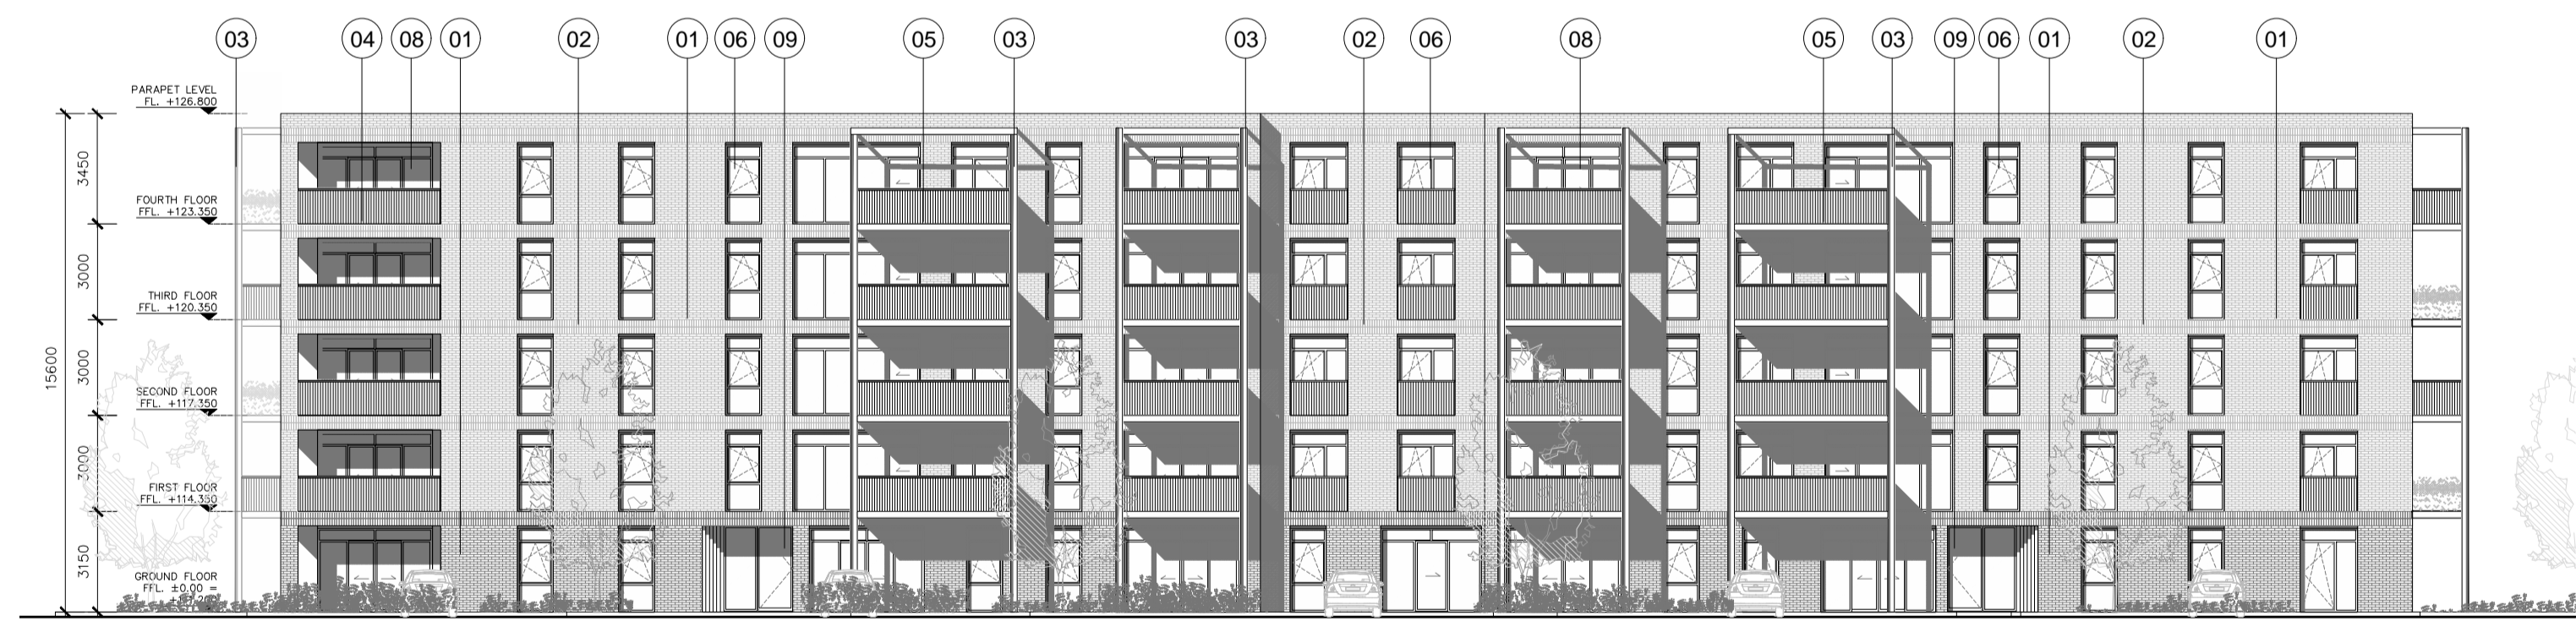 03 04 08 01 02 01 06 09 05 03 03 02 06 08 05 03 09 06 01 02 01
PARAPET LEVEL
FL. +126.800
3450
FOURTH FLOOR
FFL. +123.350
3000
THIRD FLOOR
FFL. +120.350
15600
3000
SECOND FLOOR
FFL. +117.350
3000
FIRST FLOOR
FFL. +114.350
3150
GROUND FLOOR
FFL. ±0.00 =